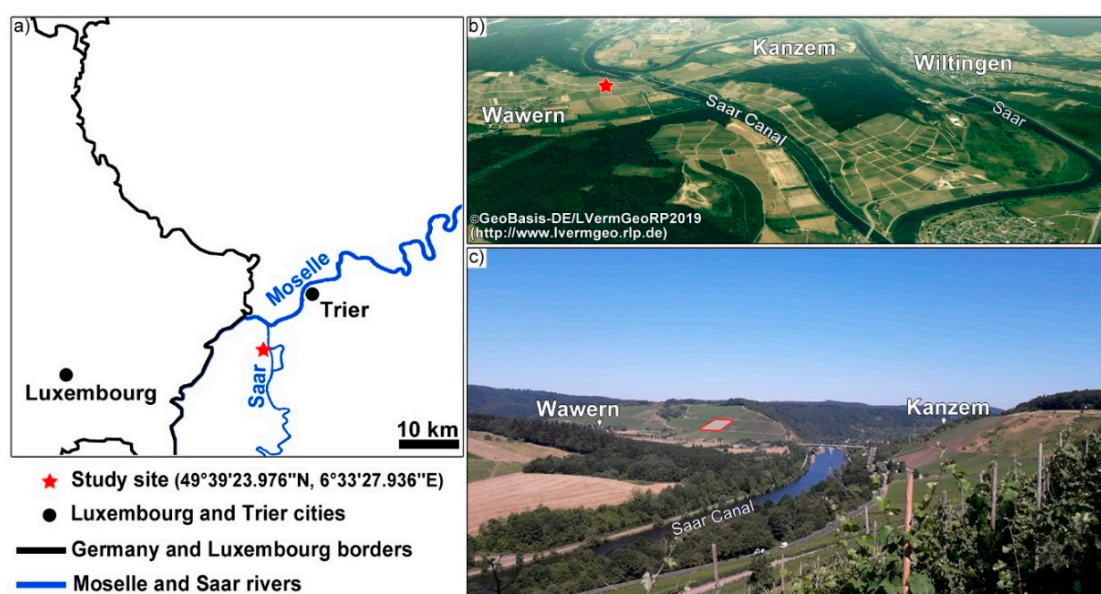 a)
Moselle
Trier
Luxembourg
Saar
10 km
Study site (49°39'23.976"N, 6°33'27.936"E)
Luxembourg and Trier cities
Germany and Luxembourg borders
Moselle and Saar rivers
b)
Kanzem
Wiltingen
Wawern
Saar Canal
Saar
©GeoBasis-DE/LVermGeoRP2019
(http://www.lvermgeo.rlp.de)
c)
Wawern
Kanzem
Saar Canal